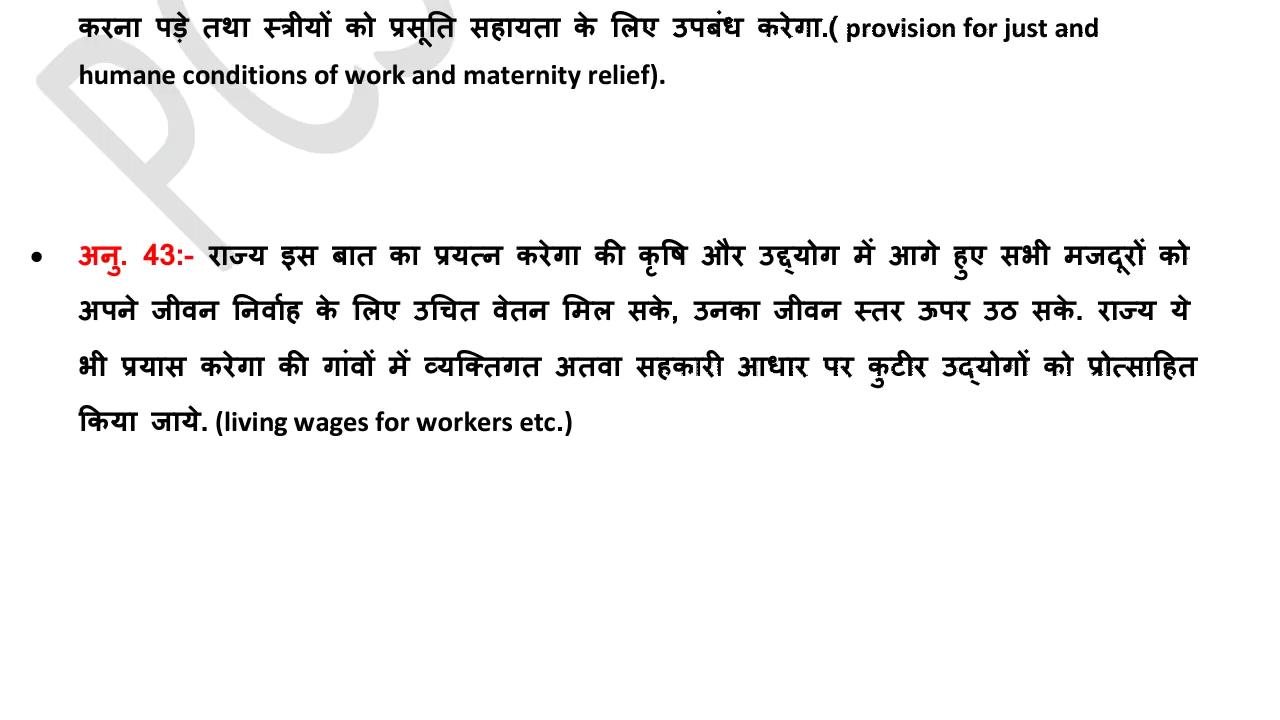 करना पड़े तथा स्त्रीयों को प्रसूति सहायता के लिए उपबंध करेगा.( provision for just and
humane conditions of work and maternity relief).
• अनु. 43:- राज्य इस बात का प्रयत्न करेगा की कृषि और उद्द्योग में आगे हुए सभी मजदूरों को
अपने जीवन निर्वाह के लिए उचित वेतन मिल सके, उनका जीवन स्तर ऊपर उठ सके. राज्य ये
भी प्रयास करेगा की गांवों में व्यक्तिगत अतवा सहकारी आधार पर कुटीर उद्योगों को प्रोत्साहित
किया जाये. (living wages for workers etc.)